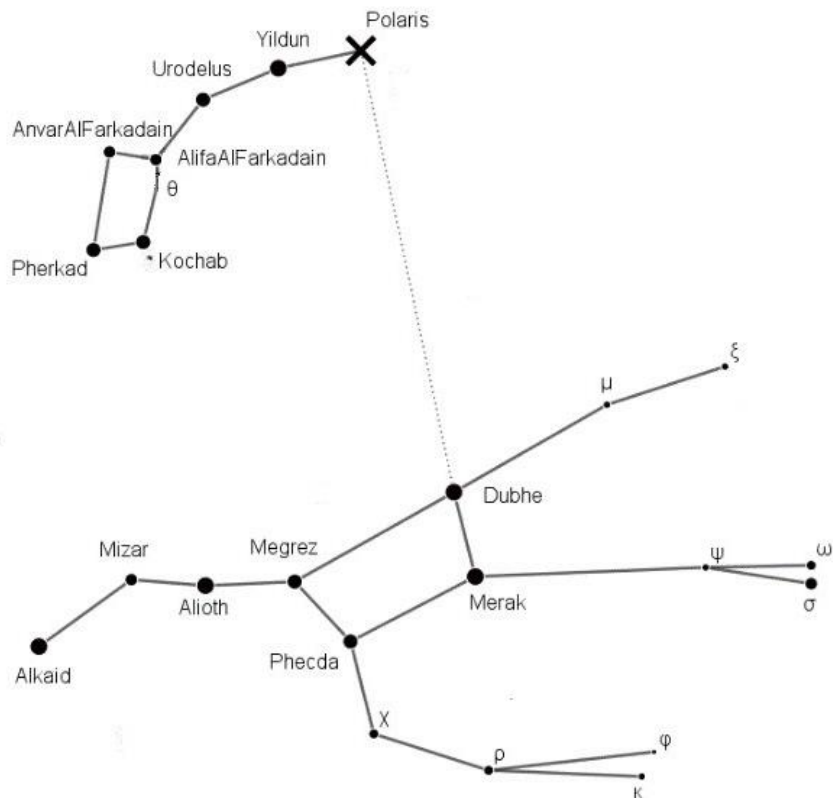 Polaris
Yildun
Urodelus
AnvarAlFarkadain
AlifaAlFarkadain
θ
Kochab
Pherkad
ξ
μ
Dubhe
Mizar
Megrez
ψ
ω
Alioth
Merak
σ
Phecda
Alkaid
χ
ρ
φ
κ